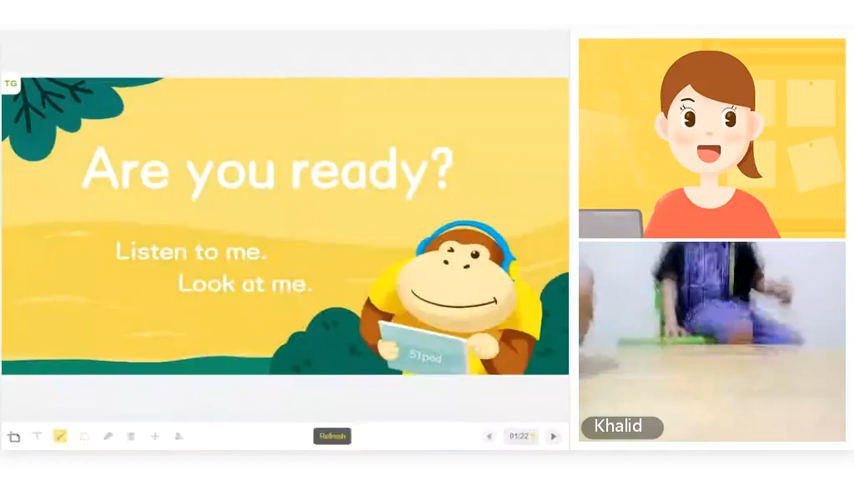 TG
Are you ready?
Listen to me.
Look at me.
51pad
Refresh
01/22
Khalid